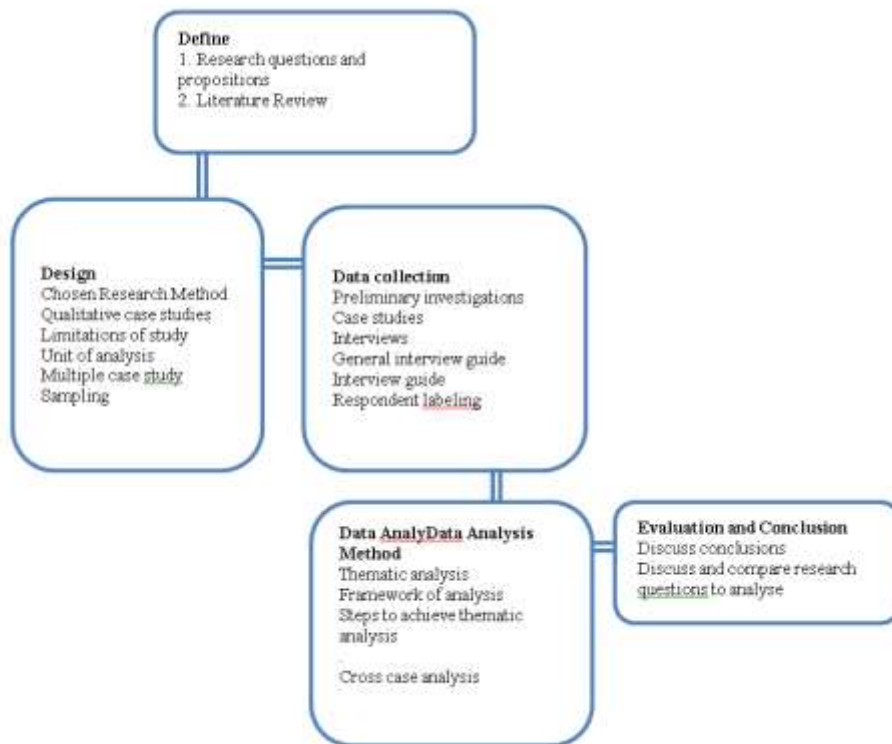 Define
1. Research questions and
propositions
2. Literature Review
Design
Chosen Research Method
Qualitative case studies
Limitations of study
Unit of analysis
Multiple case study
Sampling
Data collection
Preliminary investigations
Case studies
Interviews
General interview guide
Interview guide
Respondent labeling
Data AnalyData Analysis
Method
Thematic analysis
Framework of analysis
Steps to achieve thematic
analysis
Cross case analysis
Evaluation and Conclusion
Discuss conclusions
Discuss and compare research
questions to analyse